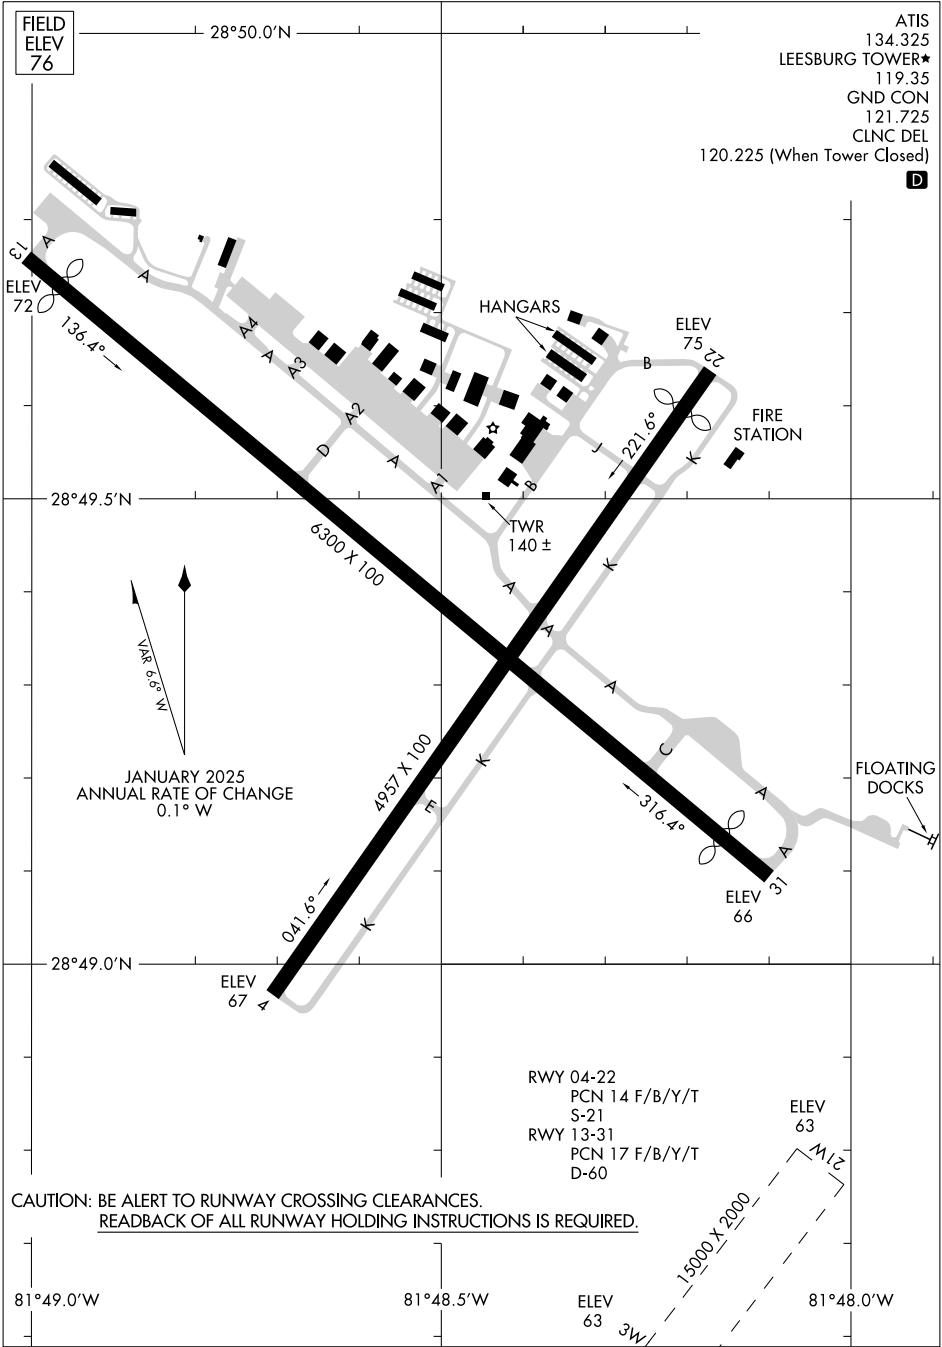 FIELD
ELEV
76
28°50.0'N
ATIS
134.325
LEESBURG TOWER★
119.35
GND CON
121.725
CLNC DEL
120.225 (When Tower Closed)
D
13
A
ELEV
72
136.4°
A
A4
A
A3
A2
D
A
A1
HANGARS
ELEV
75
22
B
221.6°
J
K
FIRE
STATION
B
28°49.5'N
TWR
140 ±
6300 X 100
K
A
A
A
VAR 6.6° W
JANUARY 2025
ANNUAL RATE OF CHANGE
0.1° W
4957 X 100
K
E
C
A
316.4°
FLOATING
DOCKS
A
31
ELEV
66
041.6°
K
28°49.0'N
ELEV
67
4
RWY 04-22
PCN 14 F/B/Y/T
S-21
RWY 13-31
PCN 17 F/B/Y/T
D-60
ELEV
63
21W
15000 X 2000
CAUTION: BE ALERT TO RUNWAY CROSSING CLEARANCES.
READBACK OF ALL RUNWAY HOLDING INSTRUCTIONS IS REQUIRED.
81°49.0'W
81°48.5'W
81°48.0'W
ELEV
63
3W